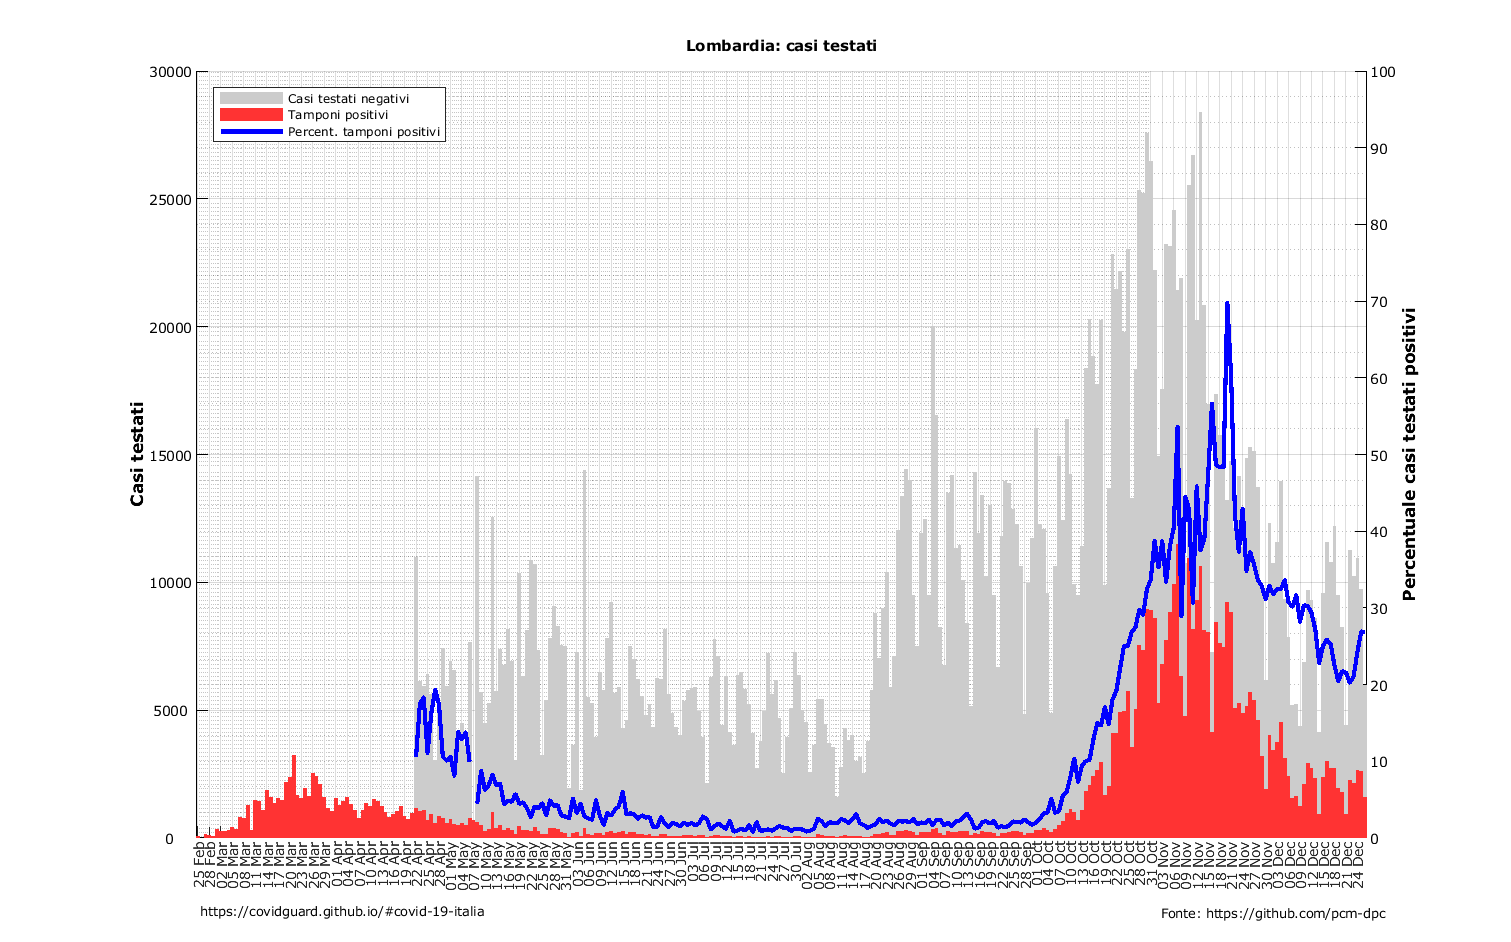 Lombardia: casi testati
Casi testati negativi
Tamponi positivi
Percent. tamponi positivi
Casi testati
30000
25000
20000
15000
10000
5000
0
100
90
80
70
60
50
40
30
20
10
0
Percentuale casi testati positivi
25 Feb
28 Feb
02 Mar
05 Mar
08 Mar
11 Mar
14 Mar
17 Mar
20 Mar
23 Mar
26 Mar
29 Mar
01 Apr
04 Apr
07 Apr
10 Apr
13 Apr
16 Apr
19 Apr
22 Apr
25 Apr
28 Apr
01 May
04 May
07 May
10 May
13 May
16 May
19 May
22 May
25 May
28 May
31 May
03 Jun
06 Jun
09 Jun
12 Jun
15 Jun
18 Jun
21 Jun
24 Jun
27 Jun
30 Jun
03 Jul
06 Jul
09 Jul
12 Jul
15 Jul
18 Jul
21 Jul
24 Jul
27 Jul
30 Jul
02 Aug
05 Aug
08 Aug
11 Aug
14 Aug
17 Aug
20 Aug
23 Aug
26 Aug
29 Aug
01 Sep
04 Sep
07 Sep
10 Sep
13 Sep
16 Sep
19 Sep
22 Sep
25 Sep
28 Sep
01 Oct
04 Oct
07 Oct
10 Oct
13 Oct
16 Oct
19 Oct
22 Oct
25 Oct
28 Oct
31 Oct
03 Nov
06 Nov
09 Nov
12 Nov
15 Nov
18 Nov
21 Nov
24 Nov
27 Nov
30 Nov
03 Dec
06 Dec
09 Dec
12 Dec
15 Dec
18 Dec
21 Dec
24 Dec
https://covidguard.github.io/#covid-19-italia
Fonte: https://github.com/pcm-dpc